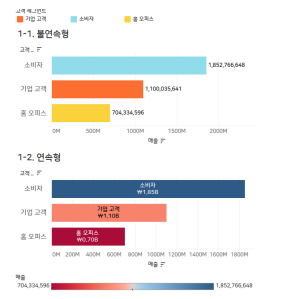 고객 세그먼트
기업 고객 소비자 홈 오피스
1-1. 불연속형
고객..
소비자 1,852,766,648
기업 고객 1,100,035,641
홈 오피스 704,334,596
0M 500M 1000M 1500M 2000M
매출
1-2. 연속형
고객..
소비자 소비자
₩1.85B
기업 고객 기업 고객
₩1.10B
홈 오피스 홈 오피스
₩0.70B
0M 200M 400M 600M 800M 1000M 1200M 1400M 1600M 1800M
매출
매출
704,334,596 1,852,766,648